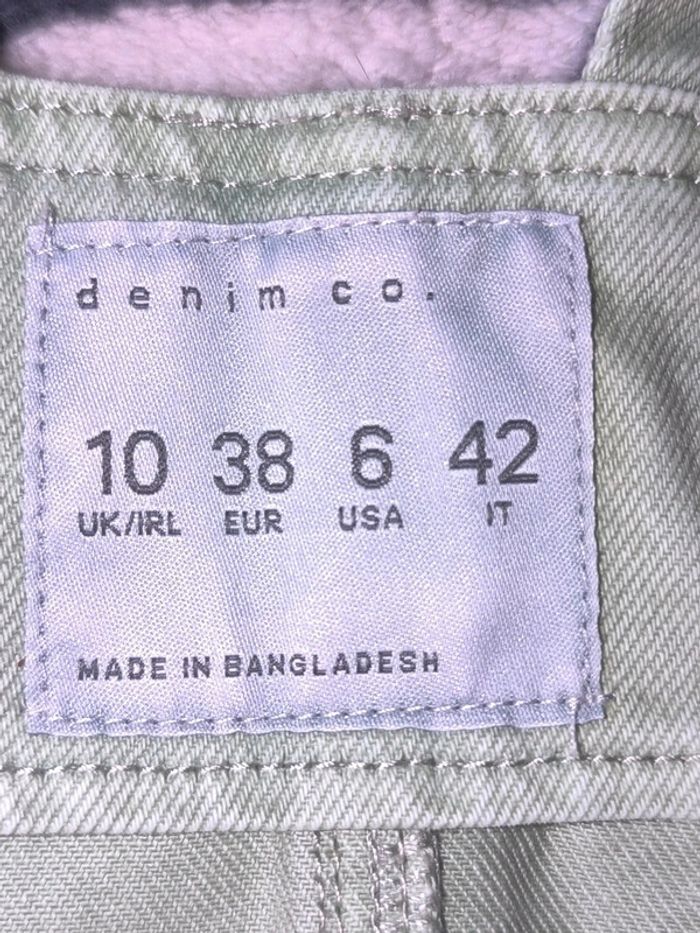 denim co.
10 38 6 42
UK/IRL EUR USA IT
MADE IN BANGLADESH